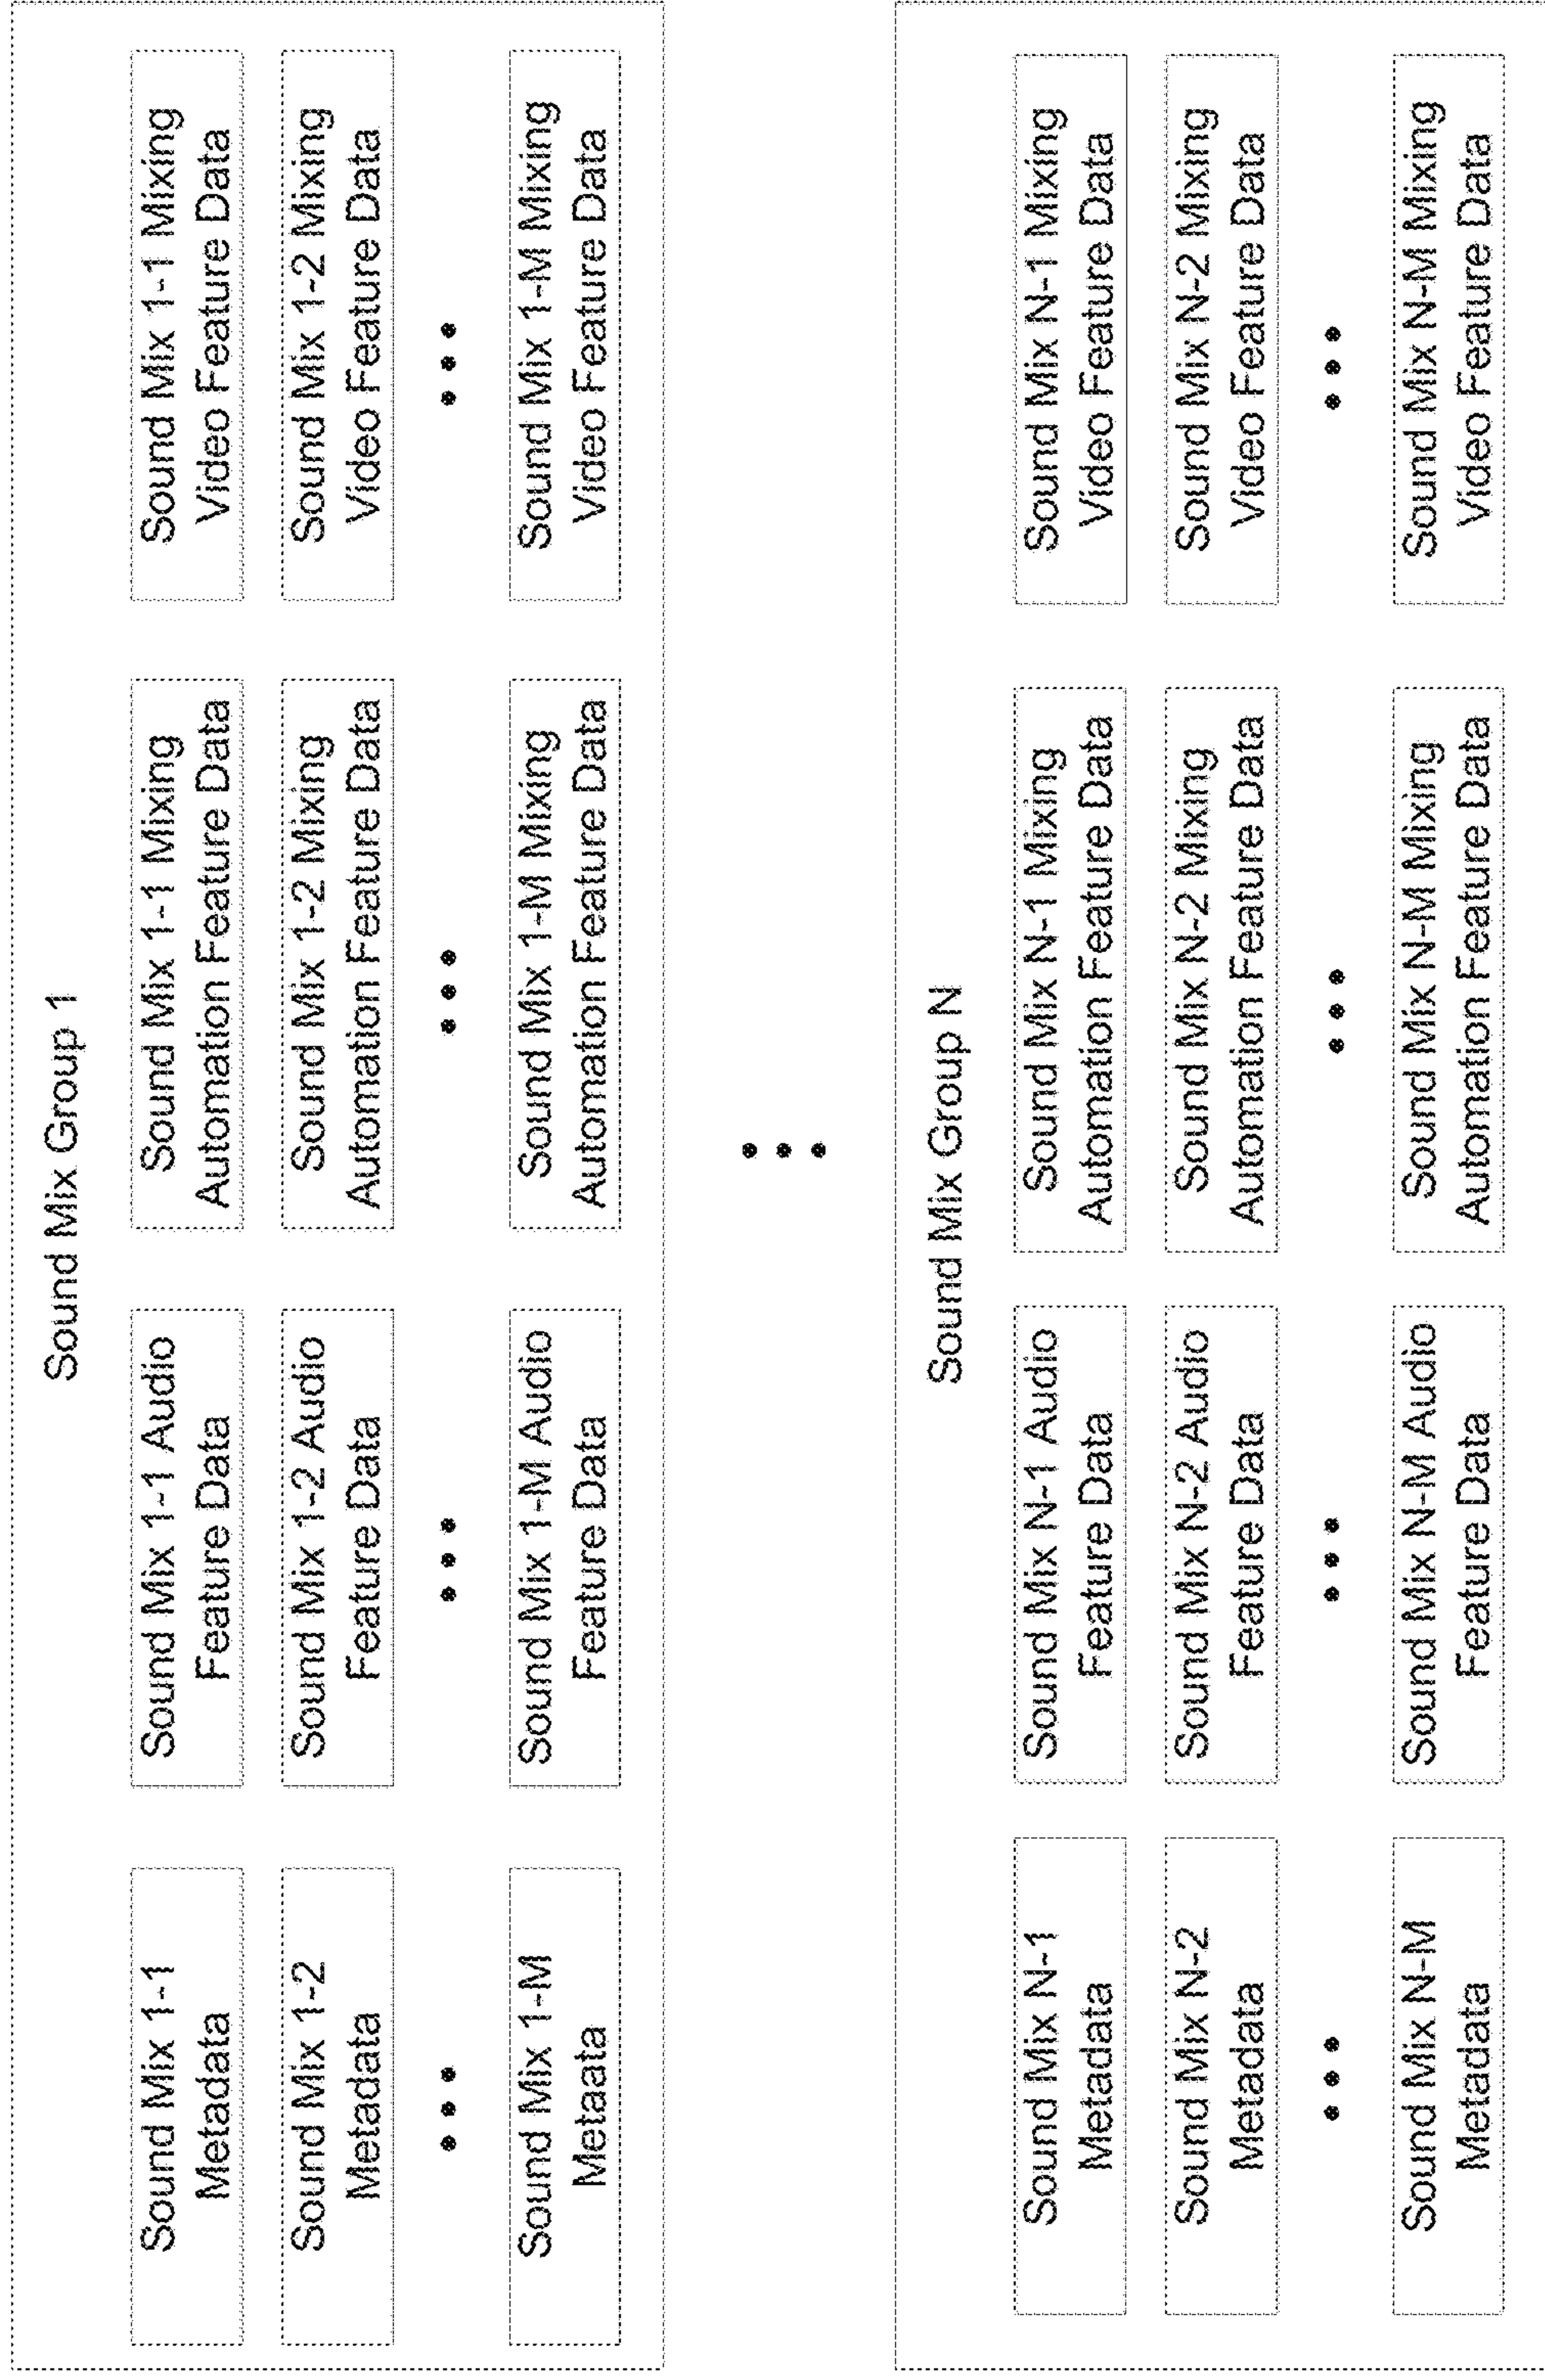 Sound Mix Group 1
Sound Mix 1-1
Metadata
Sound Mix 1-1 Audio
Feature Data
Sound Mix 1-1 Mixing
Automation Feature Data
Sound Mix 1-1 Mixing
Video Feature Data
Sound Mix 1-2
Metadata
Sound Mix 1-2 Audio
Feature Data
Sound Mix 1-2 Mixing
Automation Feature Data
Sound Mix 1-2 Mixing
Video Feature Data
Sound Mix 1-M
Metaata
Sound Mix 1-M Audio
Feature Data
Sound Mix 1-M Mixing
Automation Feature Data
Sound Mix 1-M Mixing
Video Feature Data
Sound Mix Group N
Sound Mix N-1
Metadata
Sound Mix N-1 Audio
Feature Data
Sound Mix N-1 Mixing
Automation Feature Data
Sound Mix N-1 Mixing
Video Feature Data
Sound Mix N-2
Metadata
Sound Mix N-2 Audio
Feature Data
Sound Mix N-2 Mixing
Automation Feature Data
Sound Mix N-2 Mixing
Video Feature Data
Sound Mix N-M
Metadata
Sound Mix N-M Audio
Feature Data
Sound Mix N-M Mixing
Automation Feature Data
Sound Mix N-M Mixing
Video Feature Data